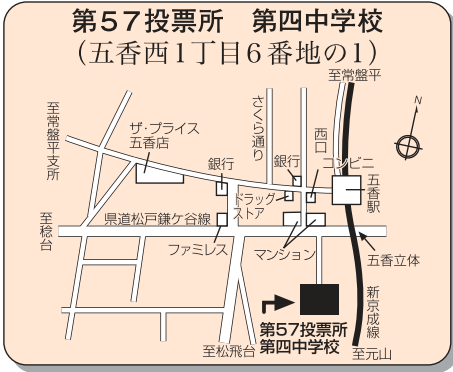 第57投票所　第四中学校
(五香西1丁目6番地の1)
至常盤平
至常盤平支所
さくら通り
N
ザ・プライス
五香店
西口
銀行
銀行
コンビニ
ドラッグ
ストア
五香駅
至稔台
県道松戸鎌ケ谷線
ファミレス
マンション
五香立体
新京成線
第57投票所
第四中学校
至松飛台
至元山